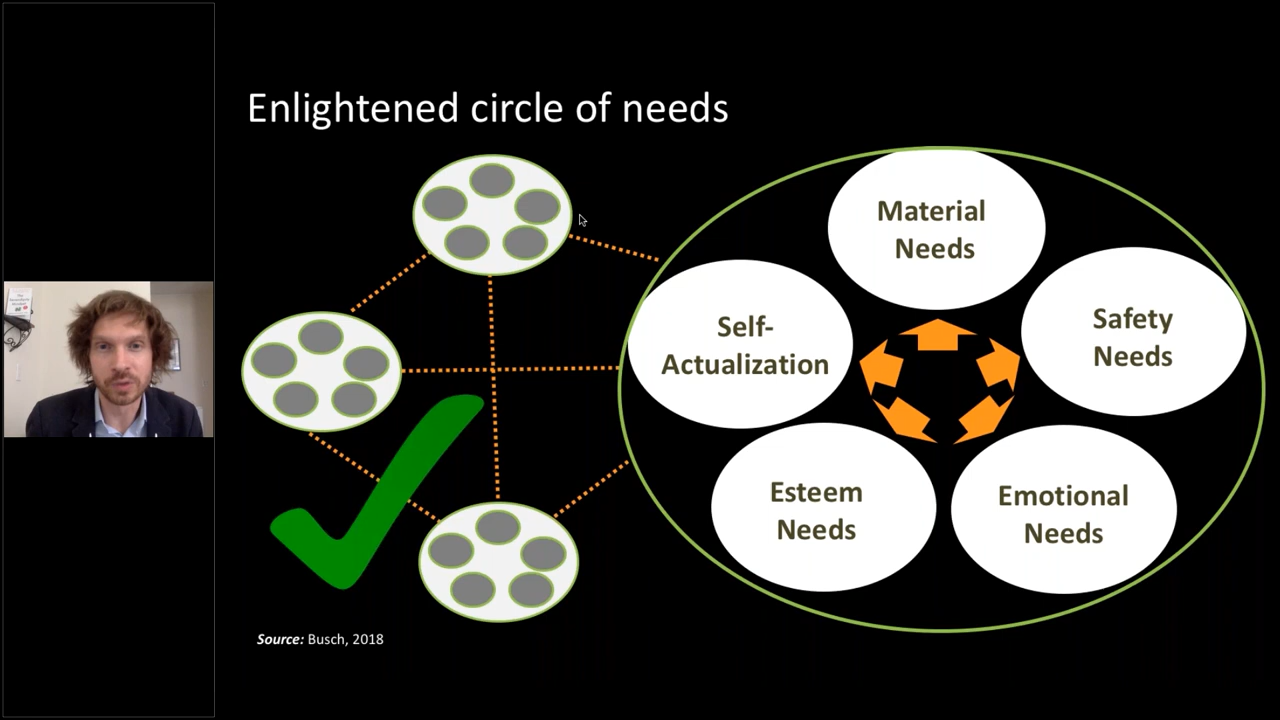 Enlightened circle of needs
Material
Needs
Safety
Needs
Self-
Actualization
Esteem
Needs
Emotional
Needs
Source: Busch, 2018